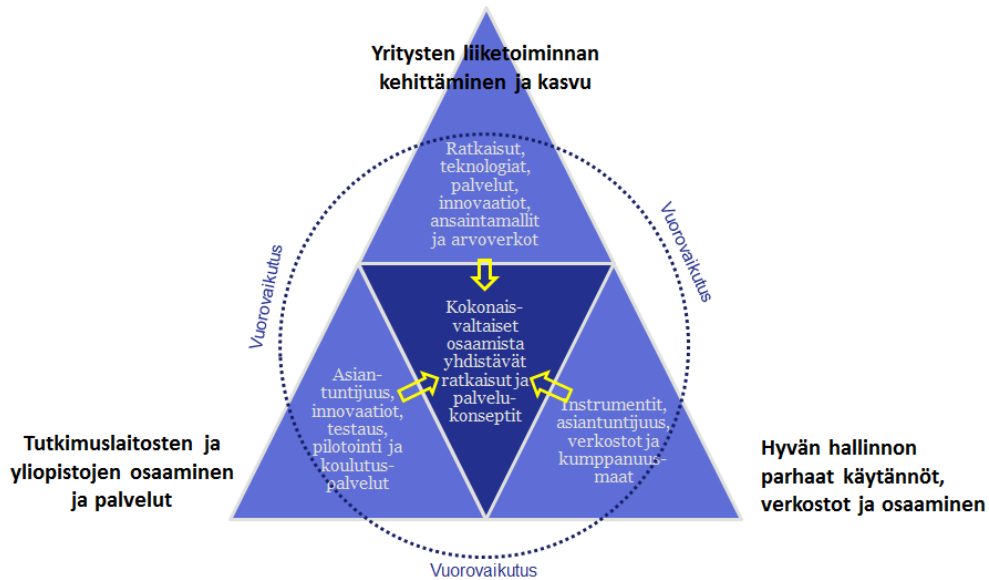 Yritysten liiketoiminnan
kehittäminen ja kasvu
Ratkaisut,
teknologiat,
palvelut,
innovaatiot,
ansaintamallit
ja arvoverkot
Vuorovaikutus
Vuorovaikutus
Kokonais-
valtaiset
osaamista
yhdistävät
ratkaisut ja
palvelu-
konseptit
Asian-
tuntijuus,
innovaatiot,
testaus,
pilotointi ja
koulutus-
palvelut
Instrumentit,
asiantuntijuus,
verkostot ja
kumppanuus-
maat
Tutkimuslaitosten ja
yliopistojen osaaminen
ja palvelut
Hyvän hallinnon
parhaat käytännöt,
verkostot ja osaaminen
Vuorovaikutus